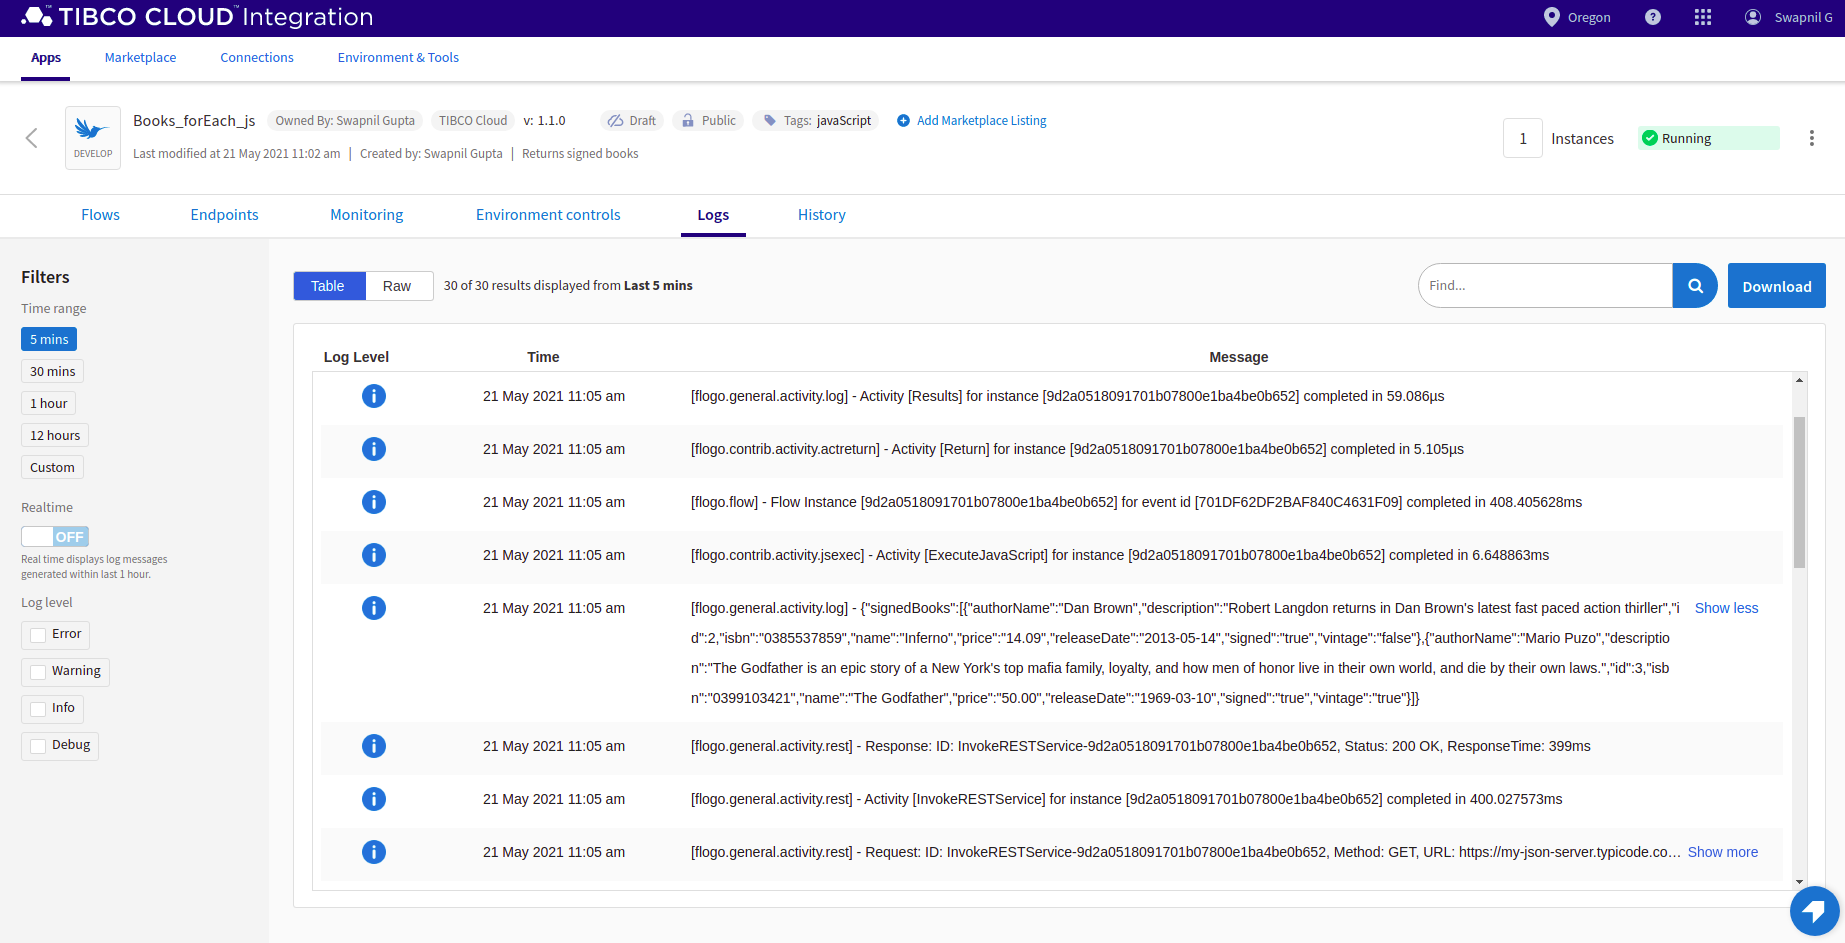 TIBCO CLOUD™ Integration
Oregon
Swapnil G
Apps
Marketplace
Connections
Environment & Tools
DEVELOP
Books_forEach_js
Owned By: Swapnil Gupta
TIBCO Cloud
v: 1.1.0
Draft
Public
Tags: javaScript
Add Marketplace Listing
Last modified at 21 May 2021 11:02 am | Created by: Swapnil Gupta | Returns signed books
1
Instances
Running
Flows
Endpoints
Monitoring
Environment controls
Logs
History
Filters
Time range
5 mins
30 mins
1 hour
12 hours
Custom
Realtime
OFF
Real time displays log messages
generated within last 1 hour.
Log level
Error
Warning
Info
Debug
Table
Raw
30 of 30 results displayed from Last 5 mins
Find...
Download
Log Level
Time
Message
21 May 2021 11:05 am
[flogo.general.activity.log] - Activity [Results] for instance [9d2a0518091701b07800e1ba4be0b652] completed in 59.086µs
21 May 2021 11:05 am
[flogo.contrib.activity.actreturn] - Activity [Return] for instance [9d2a0518091701b07800e1ba4be0b652] completed in 5.105µs
21 May 2021 11:05 am
[flogo.flow] - Flow Instance [9d2a0518091701b07800e1ba4be0b652] for event id [701DF62DF2BAF840C4631F09] completed in 408.405628ms
21 May 2021 11:05 am
[flogo.contrib.activity.jsexec] - Activity [ExecuteJavaScript] for instance [9d2a0518091701b07800e1ba4be0b652] completed in 6.648863ms
21 May 2021 11:05 am
[flogo.general.activity.log] - {"signedBooks":[{"authorName":"Dan Brown","description":"Robert Langdon returns in Dan Brown's latest fast paced action thirller","i
d":2,"isbn":"0385537859","name":"Inferno","price":"14.09","releaseDate":"2013-05-14","signed":"true","vintage":"false"},{"authorName":"Mario Puzo","descriptio
n":"The Godfather is an epic story of a New York's top mafia family, loyalty, and how men of honor live in their own world, and die by their own laws.","id":3,"isb
n":"0399103421","name":"The Godfather","price":"50.00","releaseDate":"1969-03-10","signed":"true","vintage":"true"}]}
Show less
21 May 2021 11:05 am
[flogo.general.activity.rest] - Response: ID: InvokeRESTService-9d2a0518091701b07800e1ba4be0b652, Status: 200 OK, ResponseTime: 399ms
21 May 2021 11:05 am
[flogo.general.activity.rest] - Activity [InvokeRESTService] for instance [9d2a0518091701b07800e1ba4be0b652] completed in 400.027573ms
21 May 2021 11:05 am
[flogo.general.activity.rest] - Request: ID: InvokeRESTService-9d2a0518091701b07800e1ba4be0b652, Method: GET, URL: https://my-json-server.typicode.co...
Show more